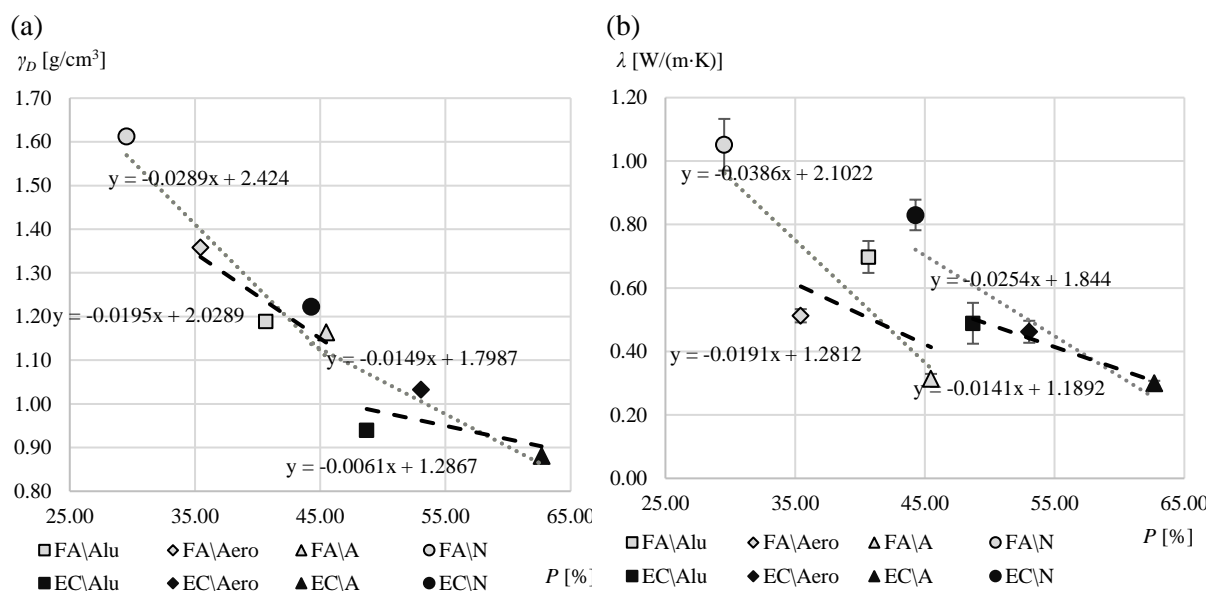 (a)
γD [g/cm³]
1.70
1.60
1.50
1.40
1.30
1.20
1.10
1.00
0.90
0.80
y = -0.0289x + 2.424
y = -0.0195x + 2.0289
y = -0.0149x + 1.7987
y = -0.0061x + 1.2867
25.00 35.00 45.00 55.00 65.00
FA\Alu FA\Aero FA\A FA\N
EC\Alu EC\Aero EC\A EC\N
P [%]
(b)
λ [W/(m·K)]
1.20
1.00
0.80
0.60
0.40
0.20
0.00
y = -0.0386x + 2.1022
y = -0.0254x + 1.844
y = -0.0191x + 1.2812
y = -0.0141x + 1.1892
25.00 35.00 45.00 55.00 65.00
P [%]
FA\Alu FA\Aero FA\A FA\N
EC\Alu EC\Aero EC\A EC\N